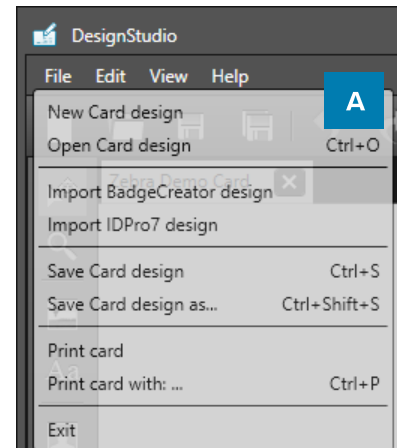 DesignStudio
File Edit View Help
A
New Card design
Open Card design Ctrl+O
Zebra Demo Card
Import BadgeCreator design
Import IDPro7 design
Save Card design Ctrl+S
Save Card design as... Ctrl+Shift+S
Print card
Aa
Print card with: ... Ctrl+P
Exit